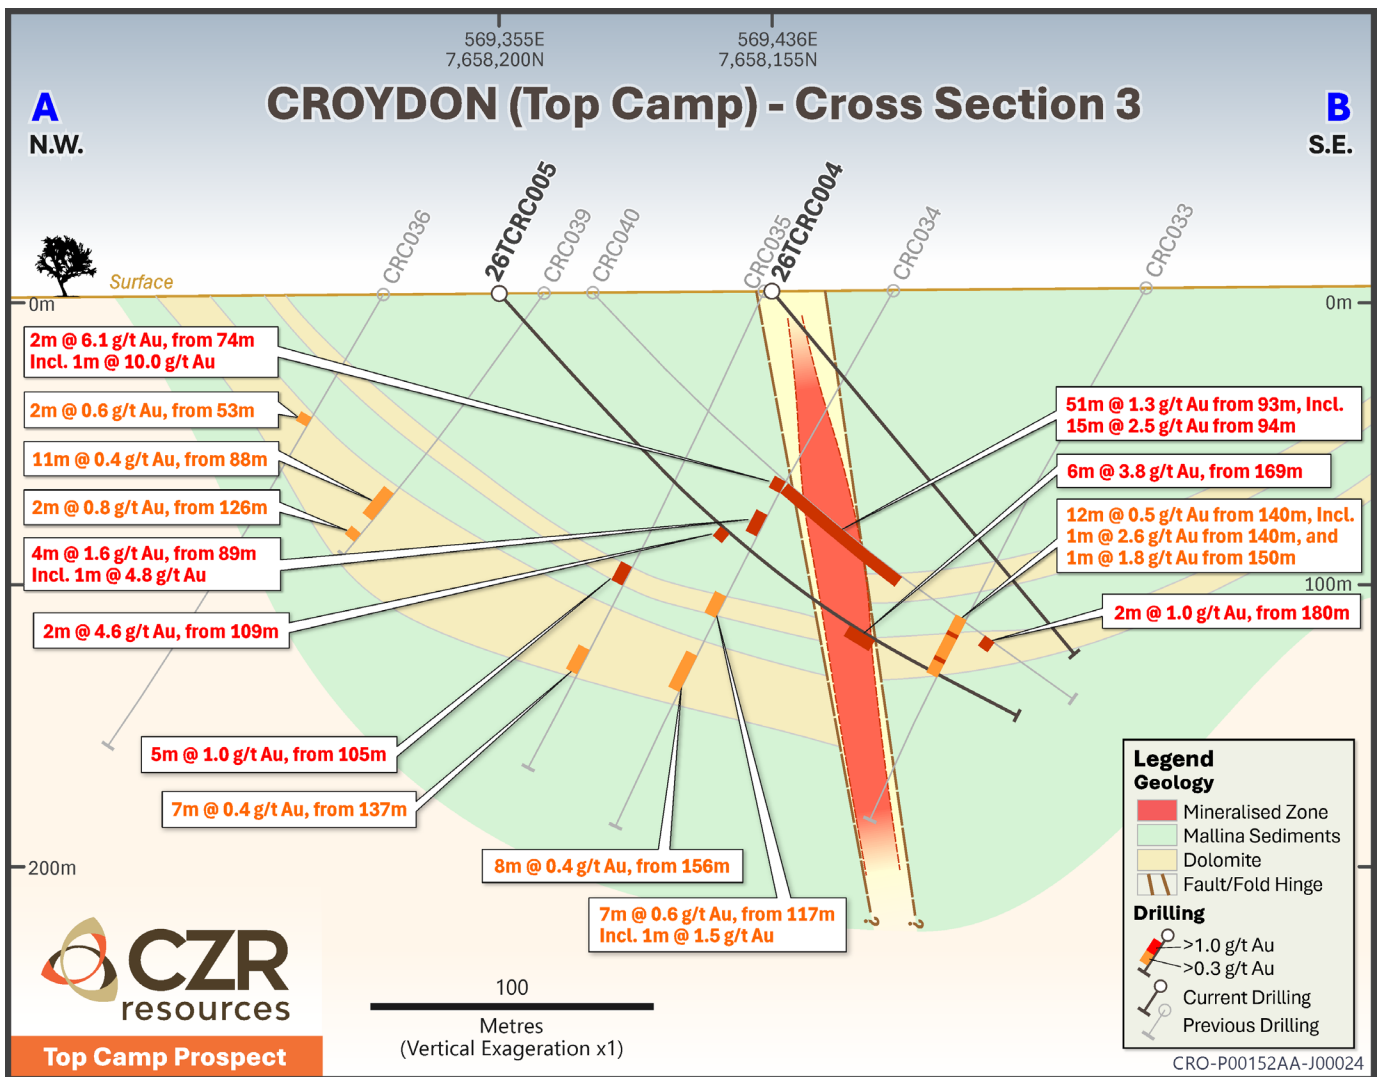 569,355E
7,658,200N
569,436E
7,658,155N
CROYDON (Top Camp) - Cross Section 3
A
N.W.
B
S.E.
CRC036
26TCRC005
CRC039
CRC040
CRC035
26TCRC004
CRC034
CRC033
Surface
0m
0m
2m @ 6.1 g/t Au, from 74m
Incl. 1m @ 10.0 g/t Au
2m @ 0.6 g/t Au, from 53m
11m @ 0.4 g/t Au, from 88m
2m @ 0.8 g/t Au, from 126m
4m @ 1.6 g/t Au, from 89m
Incl. 1m @ 4.8 g/t Au
2m @ 4.6 g/t Au, from 109m
51m @ 1.3 g/t Au from 93m, Incl.
15m @ 2.5 g/t Au from 94m
6m @ 3.8 g/t Au, from 169m
12m @ 0.5 g/t Au from 140m, Incl.
1m @ 2.6 g/t Au from 140m, and
1m @ 1.8 g/t Au from 150m
100m
2m @ 1.0 g/t Au, from 180m
5m @ 1.0 g/t Au, from 105m
7m @ 0.4 g/t Au, from 137m
8m @ 0.4 g/t Au, from 156m
7m @ 0.6 g/t Au, from 117m
Incl. 1m @ 1.5 g/t Au
200m
? ?
Legend
Geology
Mineralised Zone
Mallina Sediments
Dolomite
Fault/Fold Hinge
Drilling
>1.0 g/t Au
>0.3 g/t Au
Current Drilling
Previous Drilling
CZR
resources
Top Camp Prospect
100
Metres
(Vertical Exageration x1)
CRO-P00152AA-J00024